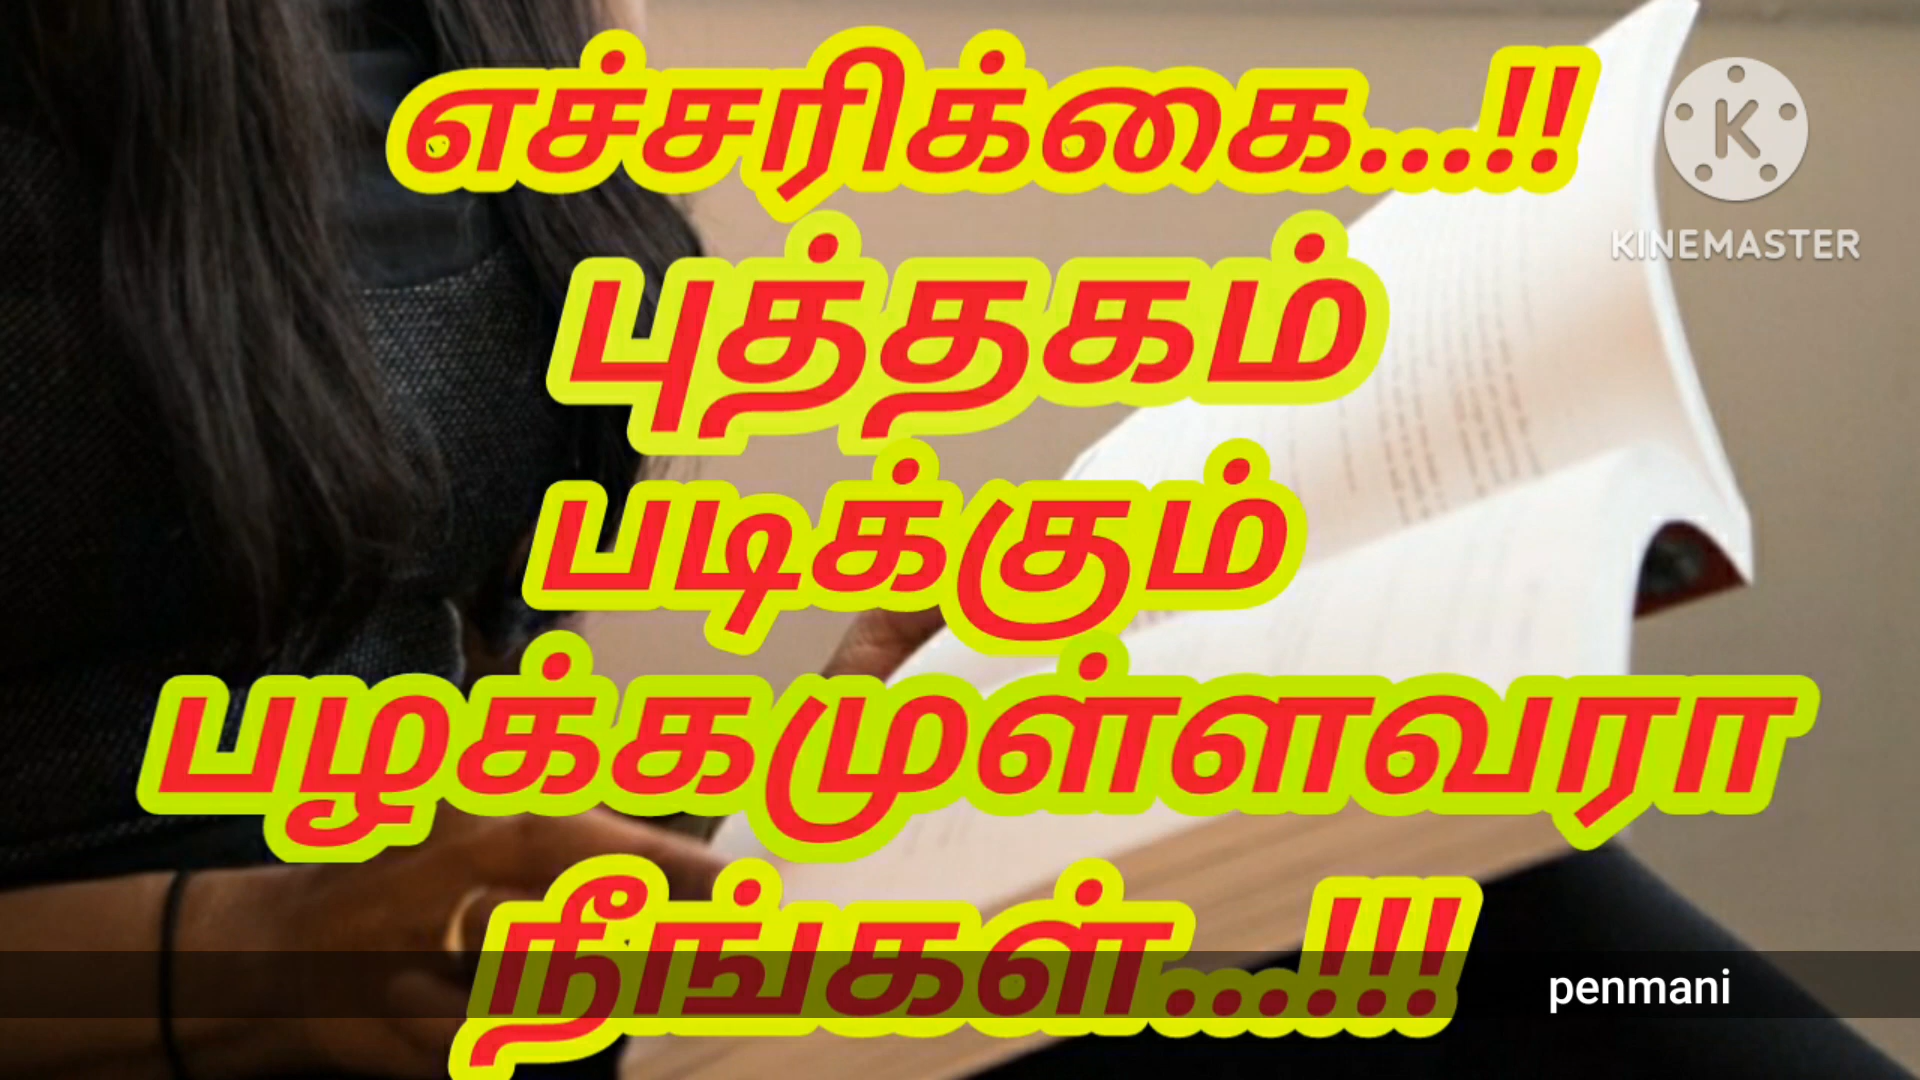 எச்சரிக்கை...!!
புத்தகம்
படிக்கும்
பழக்கமுள்ளவரா
நீங்கள்...!!!
K
KINEMASTER
penmani